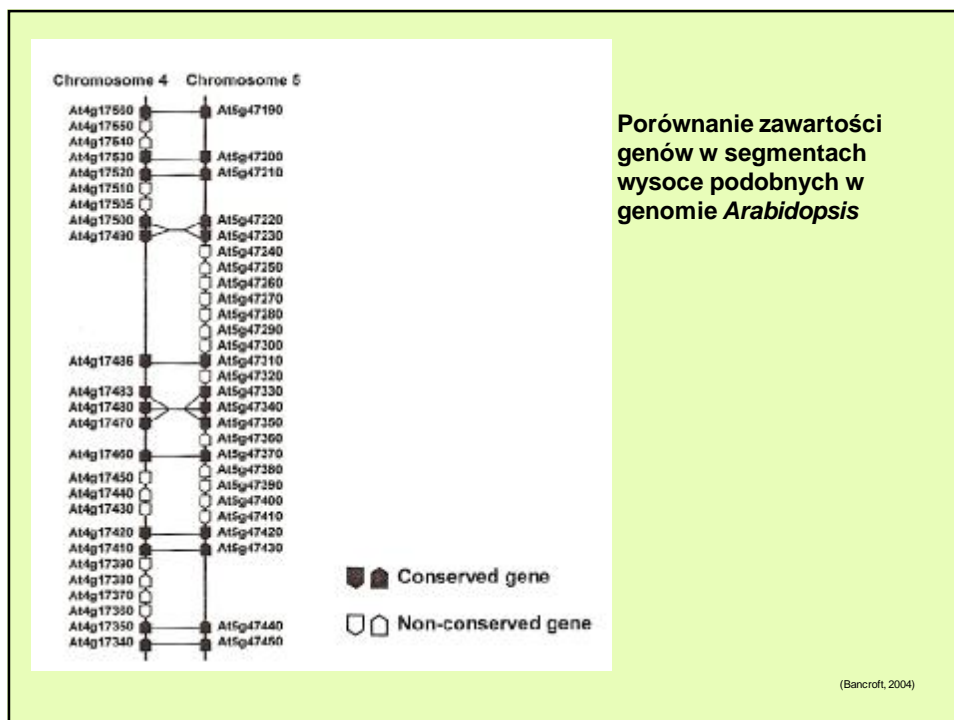 Chromosome 4 Chromosome 5
At4g17560 At5g47190
At4g17550
At4g17540
At4g17530 At5g47200
At4g17520 At5g47210
At4g17510
At4g17505
At4g17500 At5g47220
At4g17490 At5g47230
At5g47240
At5g47250
At5g47260
At5g47270
At5g47280
At5g47290
At5g47300
At4g17486 At5g47310
At5g47320
At4g17483 At5g47330
At4g17480 At5g47340
At4g17470 At5g47350
At5g47360
At4g17460 At5g47370
At5g47380
At4g17450 At5g47390
At4g17440 At5g47400
At4g17430 At5g47410
At4g17420 At5g47420
At4g17410 At5g47430
At4g17390
At4g17380
At4g17370
At4g17360
At4g17350 At5g47440
At4g17340 At5g47450
Conserved gene
Non-conserved gene
Porównanie zawartości
genów w segmentach
wysoce podobnych w
genomie Arabidopsis
(Bancroft, 2004)